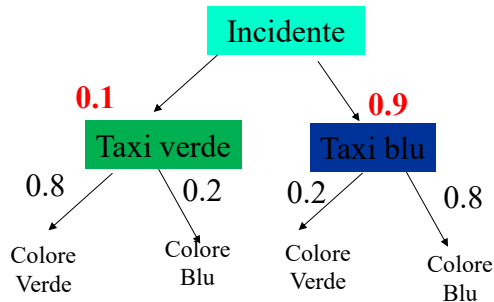 Incidente
0.1
0.9
Taxi verde
Taxi blu
0.8
0.2
0.2
0.8
Colore
Verde
Colore
Blu
Colore
Verde
Colore
Blu